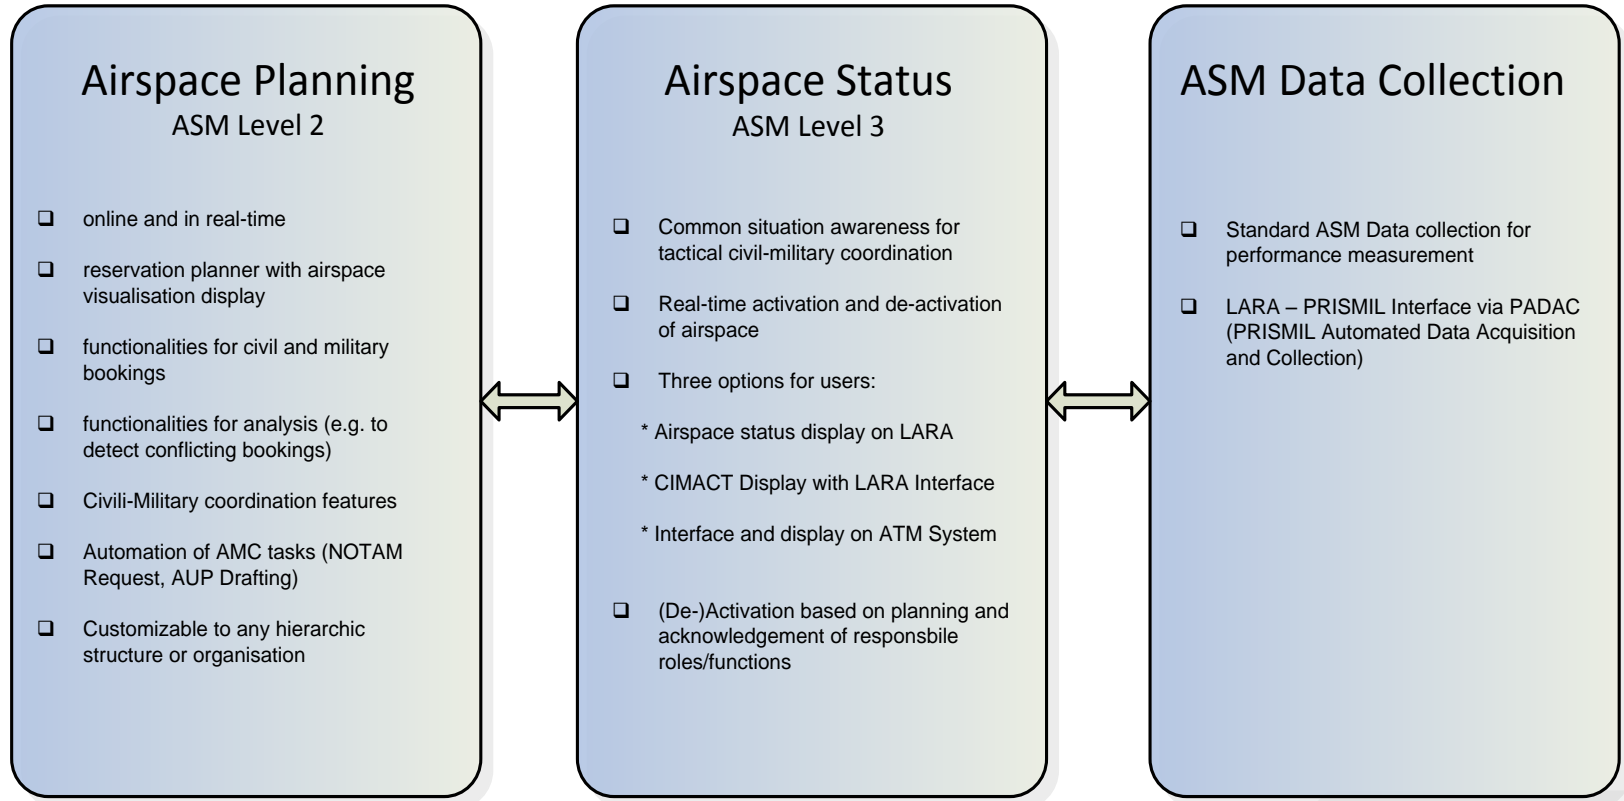 Airspace Planning
ASM Level 2
❑ online and in real-time
❑ reservation planner with airspace
visualisation display
❑ functionalities for civil and military
bookings
❑ functionalities for analysis (e.g. to
detect conflicting bookings)
❑ Civili-Military coordination features
❑ Automation of AMC tasks (NOTAM
Request, AUP Drafting)
❑ Customizable to any hierarchic
structure or organisation
Airspace Status
ASM Level 3
❑ Common situation awareness for
tactical civil-military coordination
❑ Real-time activation and de-activation
of airspace
❑ Three options for users:
* Airspace status display on LARA
* CIMACT Display with LARA Interface
* Interface and display on ATM System
❑ (De-)Activation based on planning and
acknowledgement of responsbile
roles/functions
ASM Data Collection
❑ Standard ASM Data collection for
performance measurement
❑ LARA – PRISMIL Interface via PADAC
(PRISMIL Automated Data Acquisition
and Collection)